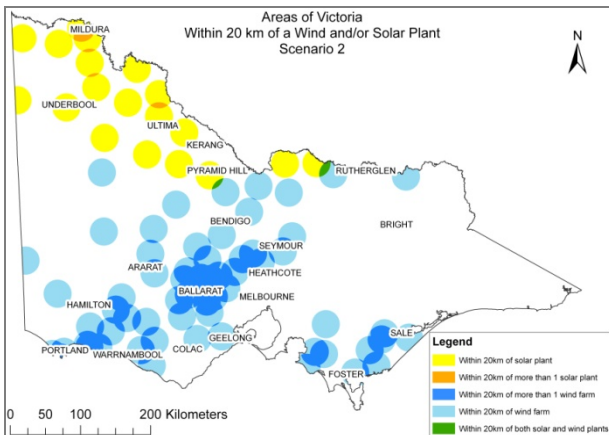 Areas of Victoria
Within 20 km of a Wind and/or Solar Plant
Scenario 2
N
MILDURA
UNDERBOOL
ULTIMA
KERANG
PYRAMID HILL
RUTHERGLEN
BENDIGO
BRIGHT
SEYMOUR
ARARAT
HEATHCOTE
BALLARAT
MELBOURNE
HAMILTON
GEELONG
SALE
PORTLAND
WARRNAMBOOL
COLAC
FOSTER
0 50 100 200 Kilometers
Legend
Within 20km of solar plant
Within 20km of more than 1 solar plant
Within 20km of more than 1 wind farm
Within 20km of wind farm
Within 20km of both solar and wind plants